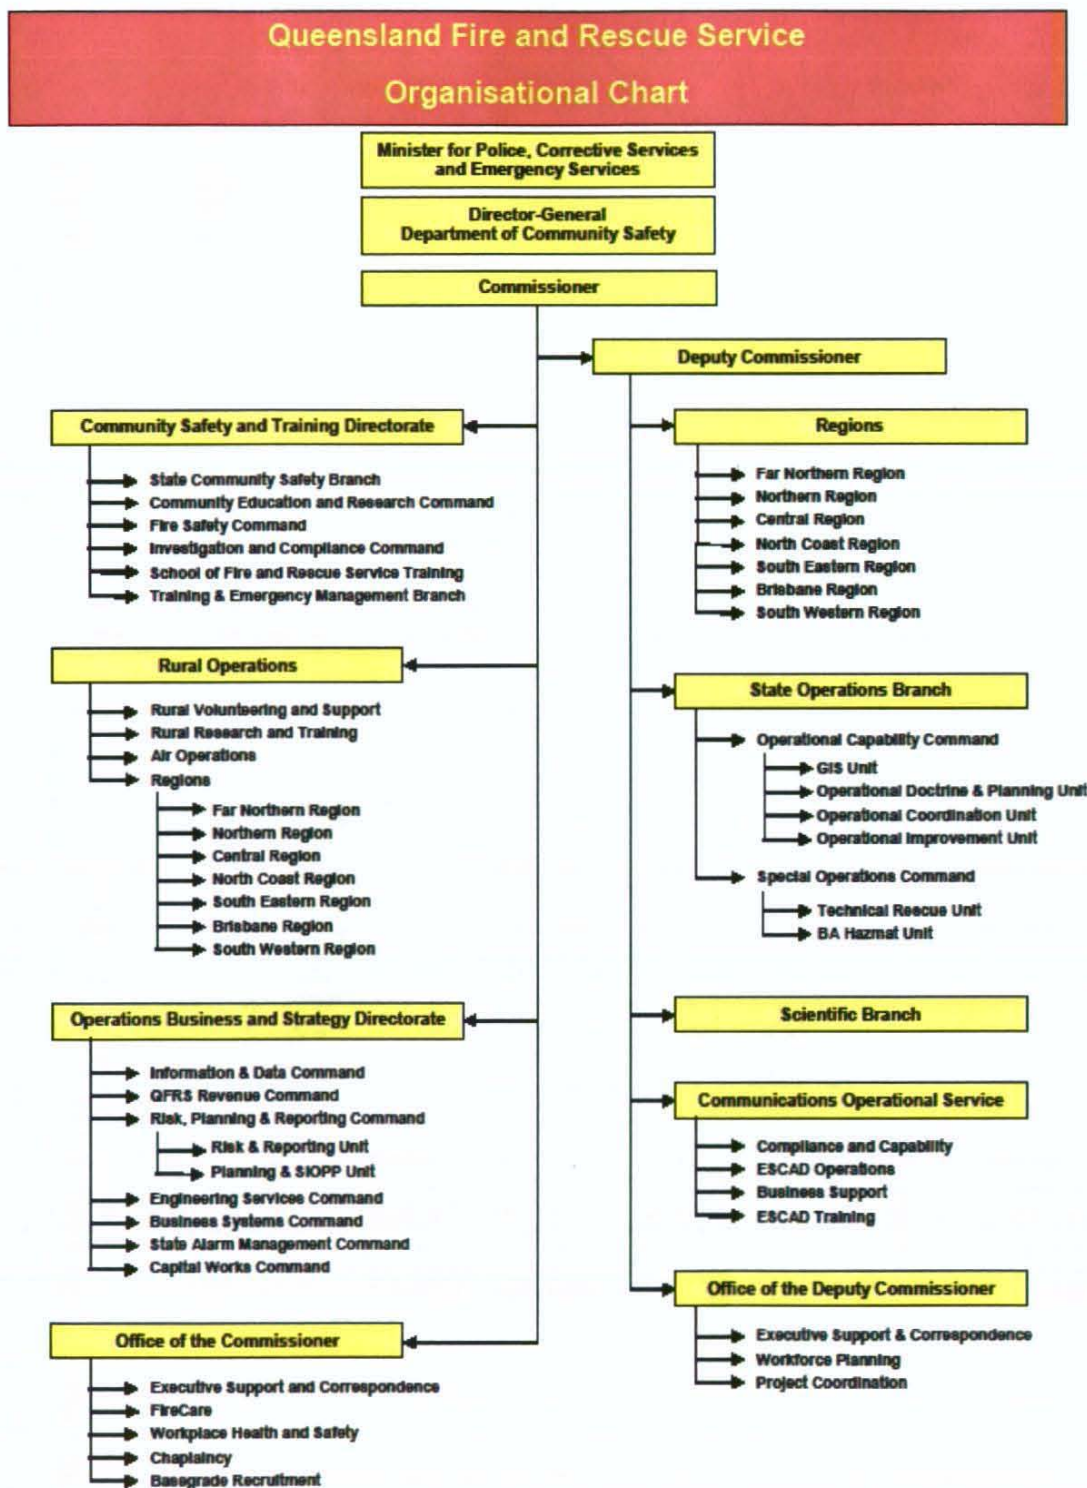 Queensland Fire and Rescue Service
Organisational Chart
Minister for Police, Corrective Services
and Emergency Services
Director-General
Department of Community Safety
Commissioner
Deputy Commissioner
Community Safety and Training Directorate
State Community Safety Branch
Community Education and Research Command
Fire Safety Command
Investigation and Compliance Command
School of Fire and Rescue Service Training
Training & Emergency Management Branch
Rural Operations
Rural Volunteering and Support
Rural Research and Training
Air Operations
Regions
Far Northern Region
Northern Region
Central Region
North Coast Region
South Eastern Region
Brisbane Region
South Western Region
Operations Business and Strategy Directorate
Information & Data Command
QFRS Revenue Command
Risk, Planning & Reporting Command
Risk & Reporting Unit
Planning & SIOPP Unit
Engineering Services Command
Business Systems Command
State Alarm Management Command
Capital Works Command
Office of the Commissioner
Executive Support and Correspondence
FireCare
Workplace Health and Safety
Chaplaincy
Basegrade Recruitment
Regions
Far Northern Region
Northern Region
Central Region
North Coast Region
South Eastern Region
Brisbane Region
South Western Region
State Operations Branch
Operational Capability Command
GIS Unit
Operational Doctrine & Planning Unit
Operational Coordination Unit
Operational Improvement Unit
Special Operations Command
Technical Rescue Unit
BA Hazmat Unit
Scientific Branch
Communications Operational Service
Compliance and Capability
ESCAD Operations
Business Support
ESCAD Training
Office of the Deputy Commissioner
Executive Support & Correspondence
Workforce Planning
Project Coordination